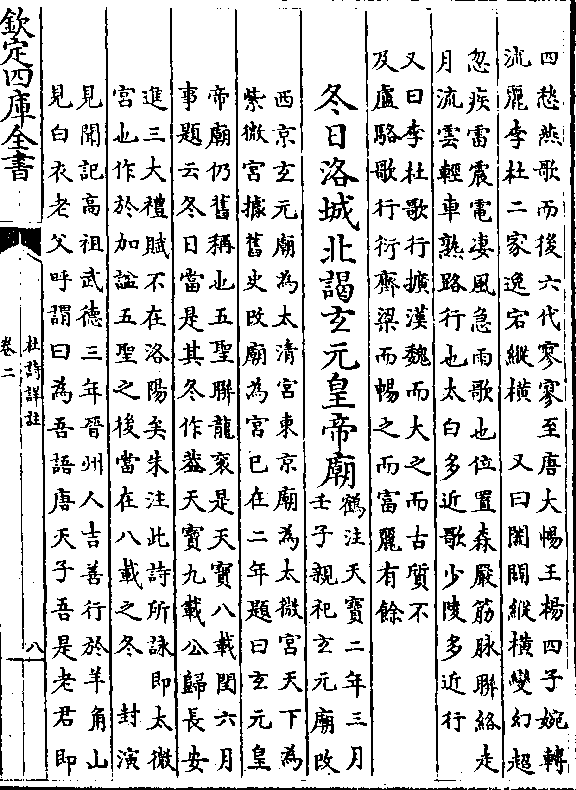 四愁燕歌而後六代寥寥至唐大暢王楊四子婉轉
流麗李杜二家逸宕縱橫　又曰闔闢縱橫變幻超
忽疾雷震電凄風急雨歌也位置森嚴筋脉聯絡走
月流雲輕車熟路行也太白多近歌少陵多近行
又曰李杜歌行擴漢魏而大之而古質不
及盧駱歌行衍齊梁而暢之而富麗有餘
冬日洛城北謁玄元皇帝廟
鶴注天寶二年三月
壬子親祀玄元廟改
西京玄元廟為太清宮東京廟為太微宮天下為
紫微宮據舊史改廟為宮已在二年題曰玄元皇
帝廟仍舊稱也五聖聯龍衮是天寶八載閏六月
事題云冬日當是其冬作葢天寶九載公歸長安
進三大禮賦不在洛陽矣朱注此詩所詠即太微
宮也作於加諡五聖之後當在八載之冬　封演
見聞記高祖武德三年晉州人吉善行於羊角山
見白衣老父呼謂曰為吾語唐天子吾是老君即
欽定四庫全書
杜詩詳註
卷二
八